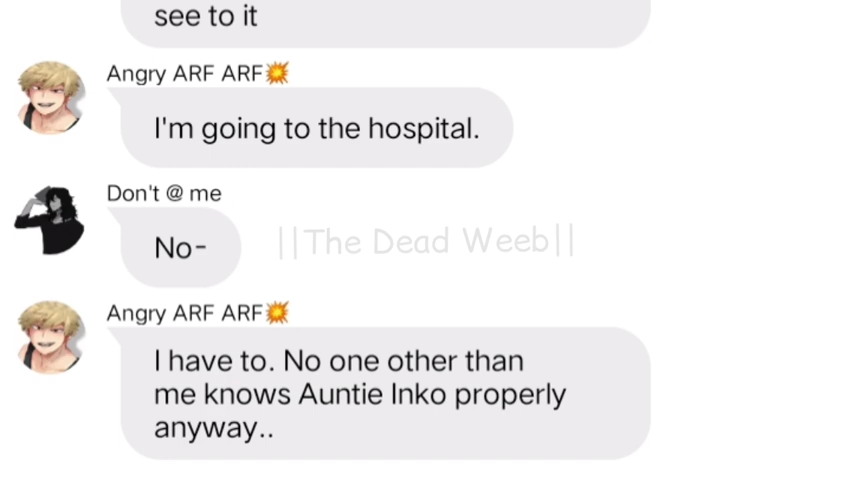 see to it
Angry ARF ARF💥
I'm going to the hospital.
Don't @ me
No-
||The Dead Weeb||
Angry ARF ARF💥
I have to. No one other than
me knows Auntie Inko properly
anyway..